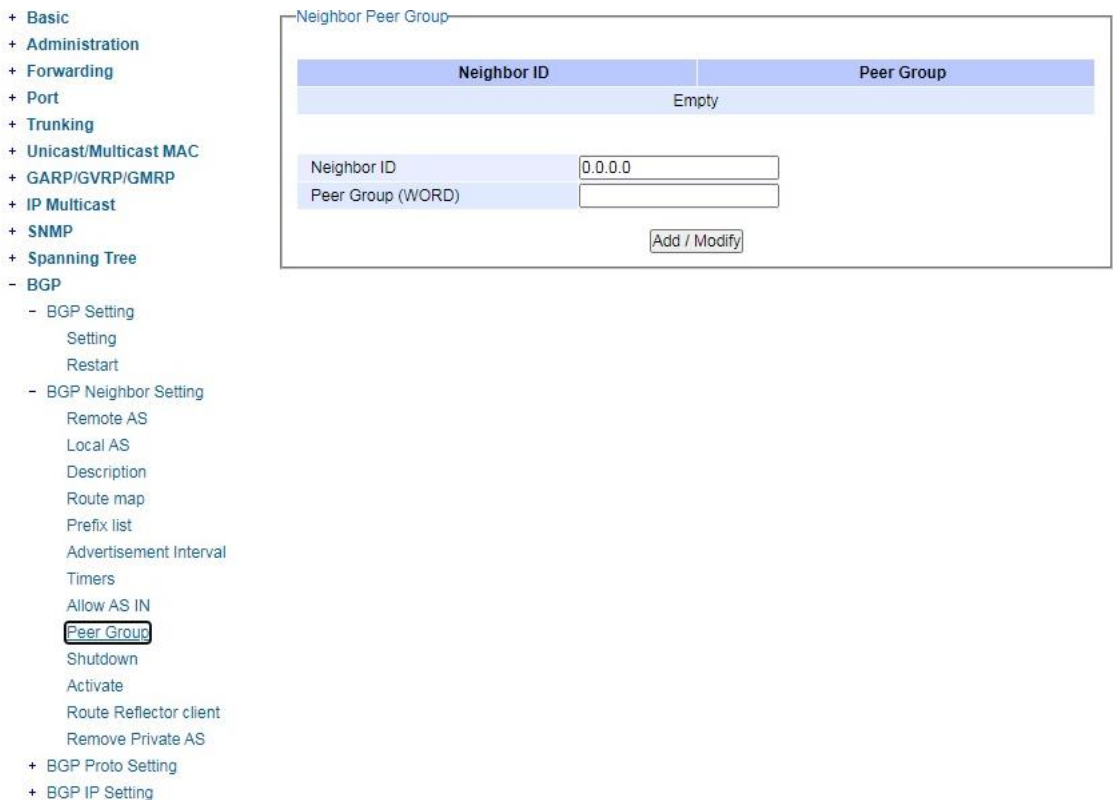 + Basic
+ Administration
+ Forwarding
+ Port
+ Trunking
+ Unicast/Multicast MAC
+ GARP/GVRP/GMRP
+ IP Multicast
+ SNMP
+ Spanning Tree
- BGP
- BGP Setting
Setting
Restart
- BGP Neighbor Setting
Remote AS
Local AS
Description
Route map
Prefix list
Advertisement Interval
Timers
Allow AS IN
Peer Group
Shutdown
Activate
Route Reflector client
Remove Private AS
+ BGP Proto Setting
+ BGP IP Setting
Neighbor Peer Group
Neighbor ID Peer Group
Empty
Neighbor ID 0.0.0.0
Peer Group (WORD)
Add / Modify